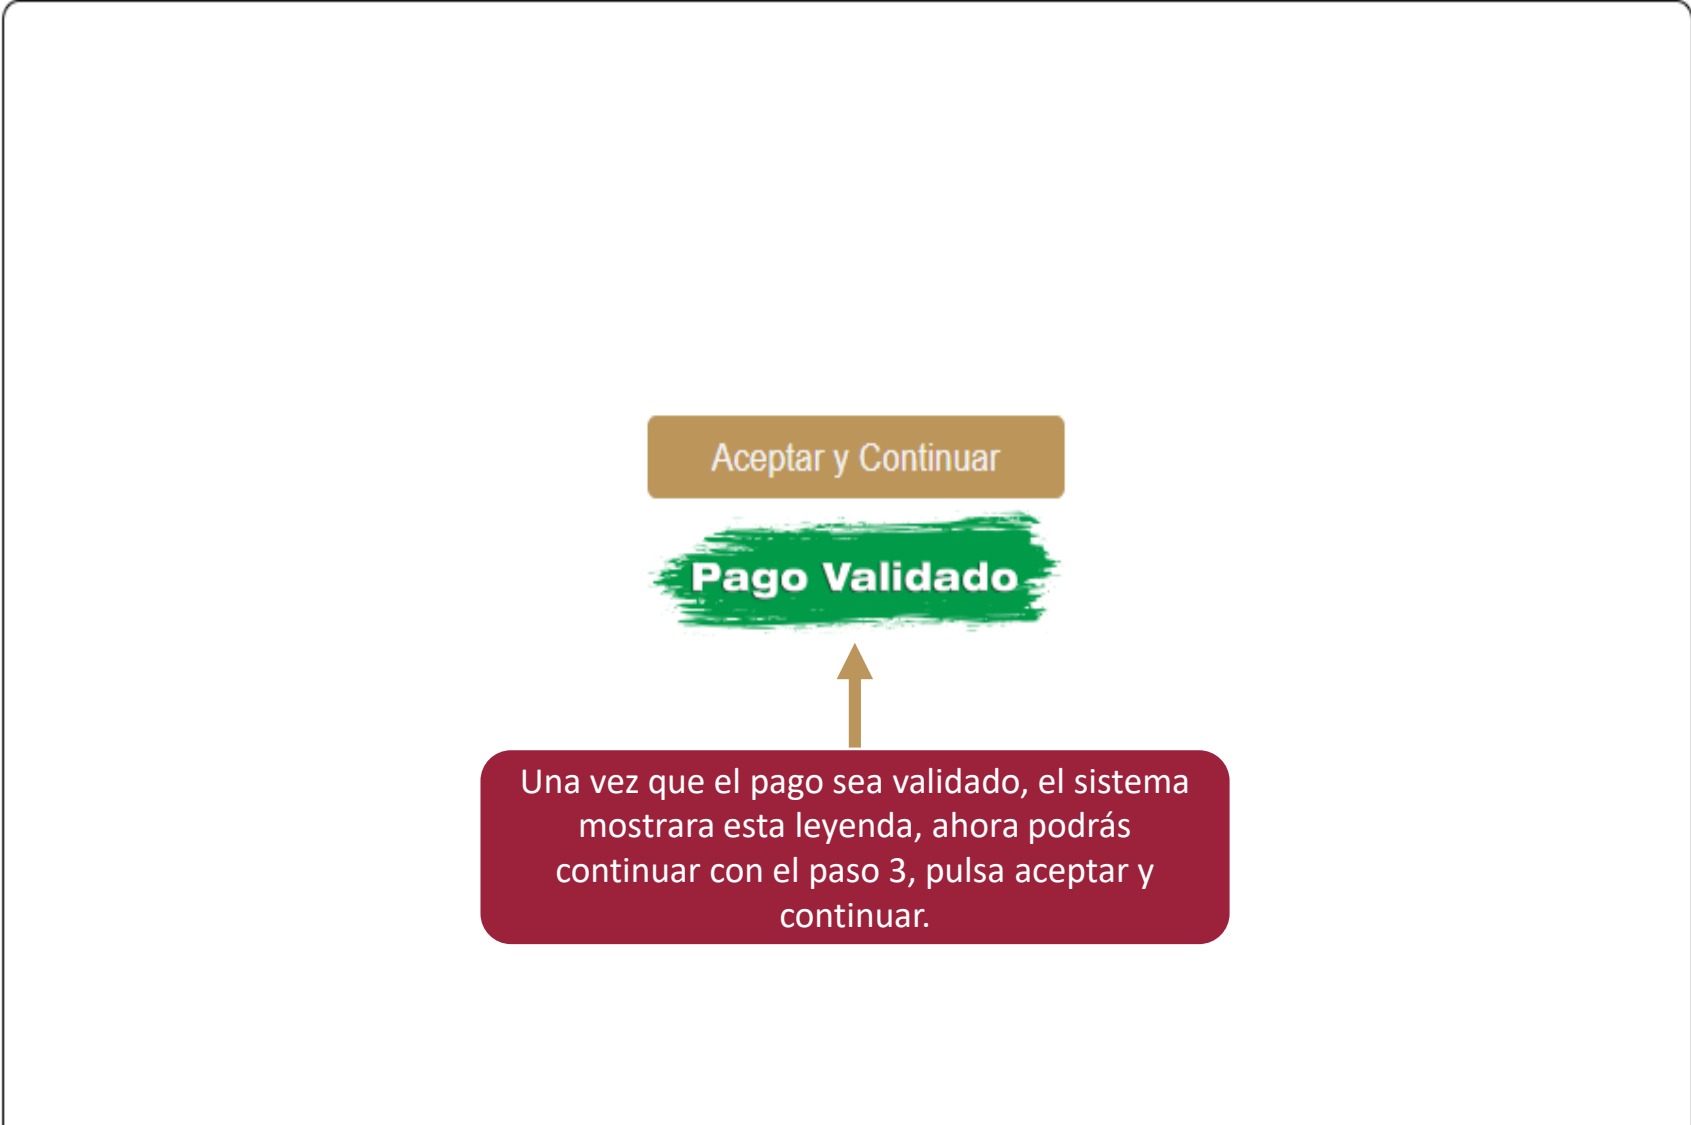 Aceptar y Continuar
Pago Validado
Una vez que el pago sea validado, el sistema
mostrara esta leyenda, ahora podrás
continuar con el paso 3, pulsa aceptar y
continuar.